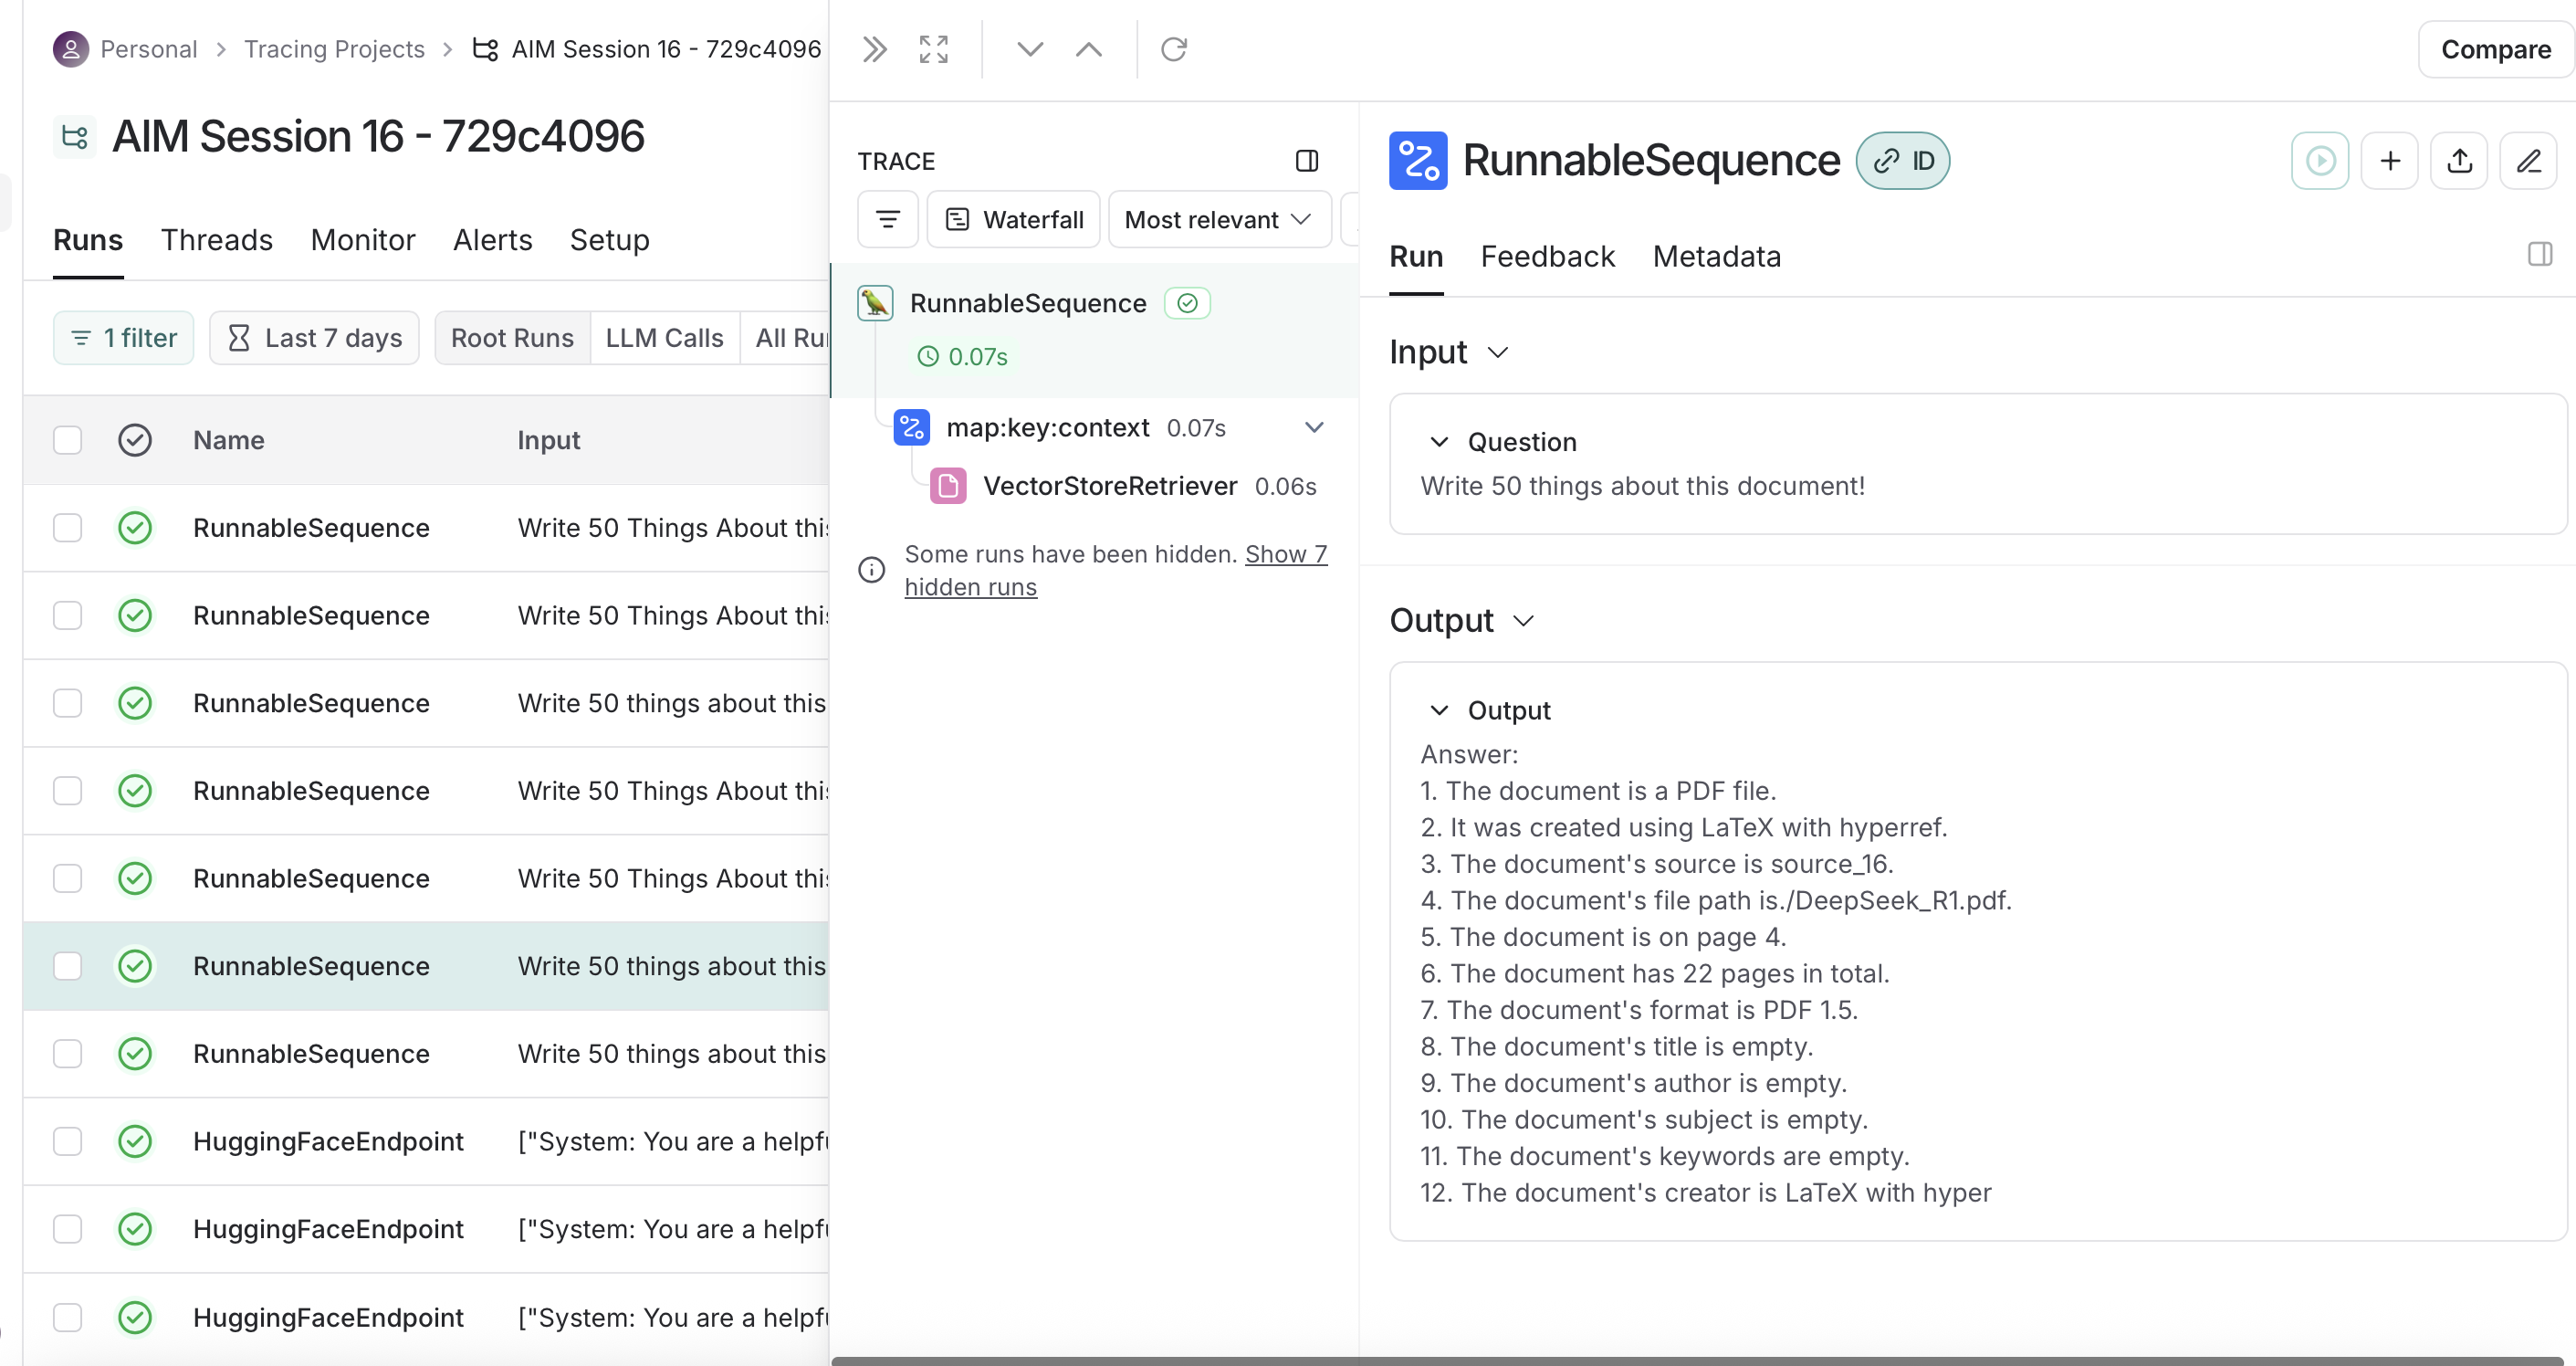 Personal > Tracing Projects > AIM Session 16 - 729c4096
AIM Session 16 - 729c4096
Runs Threads Monitor Alerts Setup
1 filter Last 7 days Root Runs LLM Calls All Ru
Name Input
RunnableSequence Write 50 Things About this
RunnableSequence Write 50 Things About this
RunnableSequence Write 50 things about this
RunnableSequence Write 50 Things About this
RunnableSequence Write 50 Things About this
RunnableSequence Write 50 things about this
RunnableSequence Write 50 things about this
HuggingFaceEndpoint ["System: You are a helpfu
HuggingFaceEndpoint ["System: You are a helpfu
HuggingFaceEndpoint ["System: You are a helpfu
TRACE
Waterfall Most relevant
RunnableSequence
0.07s
map:key:context 0.07s
VectorStoreRetriever 0.06s
Some runs have been hidden. Show 7
hidden runs
Compare
RunnableSequence ID
Run Feedback Metadata
Input
Question
Write 50 things about this document!
Output
Output
Answer:
1. The document is a PDF file.
2. It was created using LaTeX with hyperref.
3. The document's source is source_16.
4. The document's file path is./DeepSeek_R1.pdf.
5. The document is on page 4.
6. The document has 22 pages in total.
7. The document's format is PDF 1.5.
8. The document's title is empty.
9. The document's author is empty.
10. The document's subject is empty.
11. The document's keywords are empty.
12. The document's creator is LaTeX with hyper